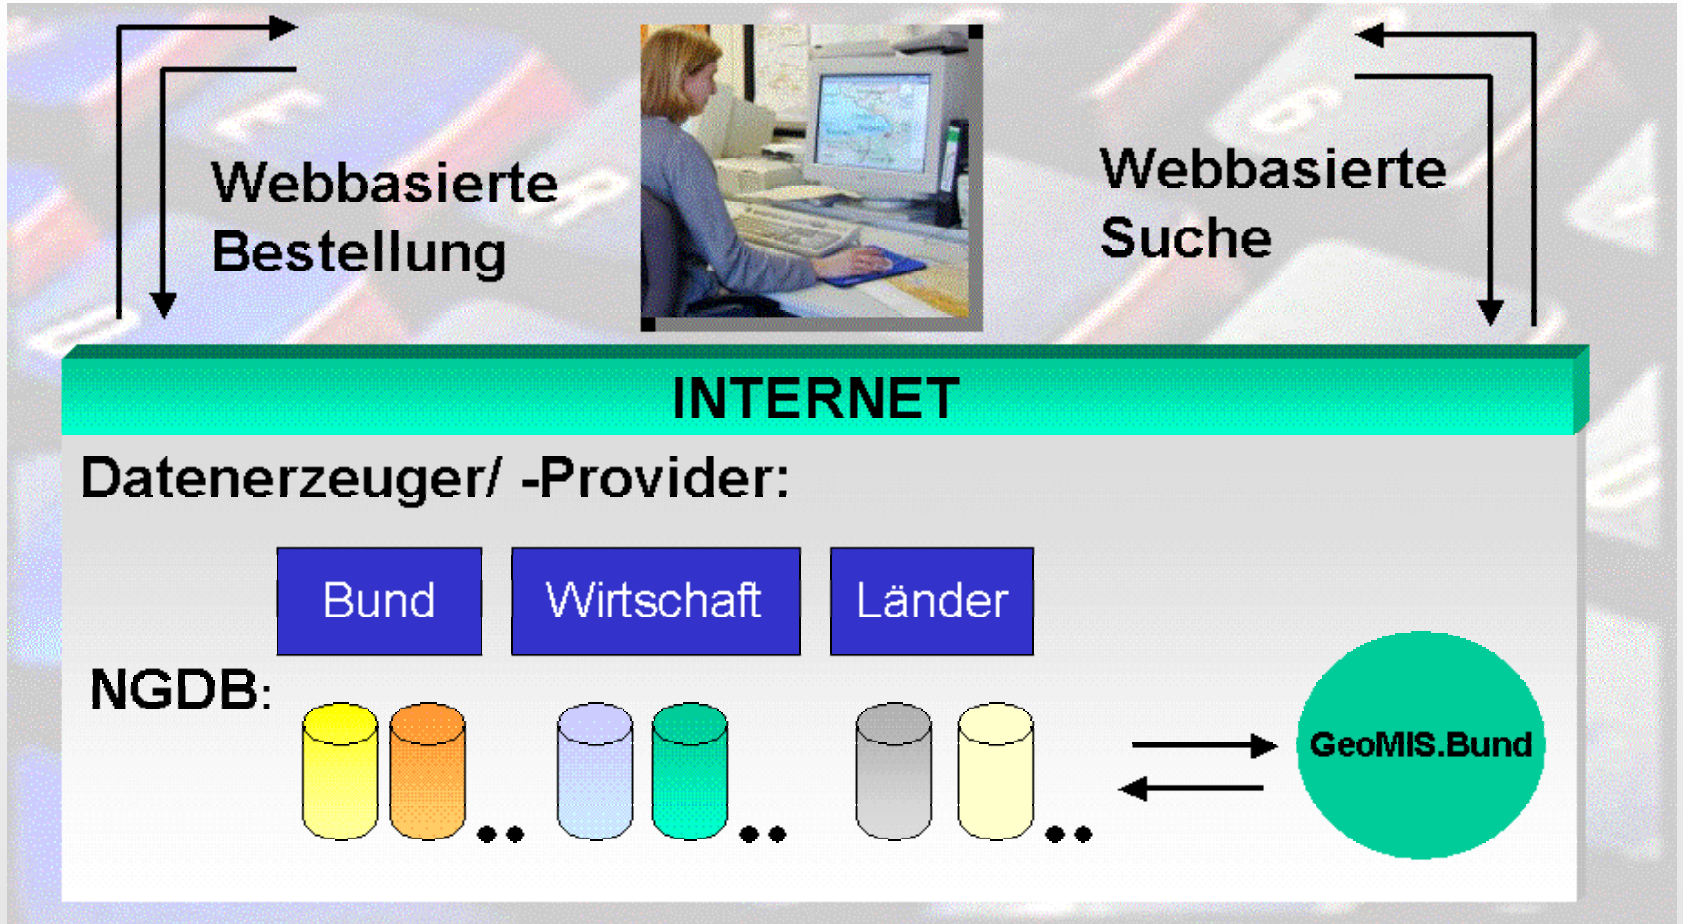 Webbasierte
Bestellung
Webbasierte
Suche
INTERNET
Datenerzeuger/ -Provider:
Bund
Wirtschaft
Länder
NGDB:
GeoMIS.Bund